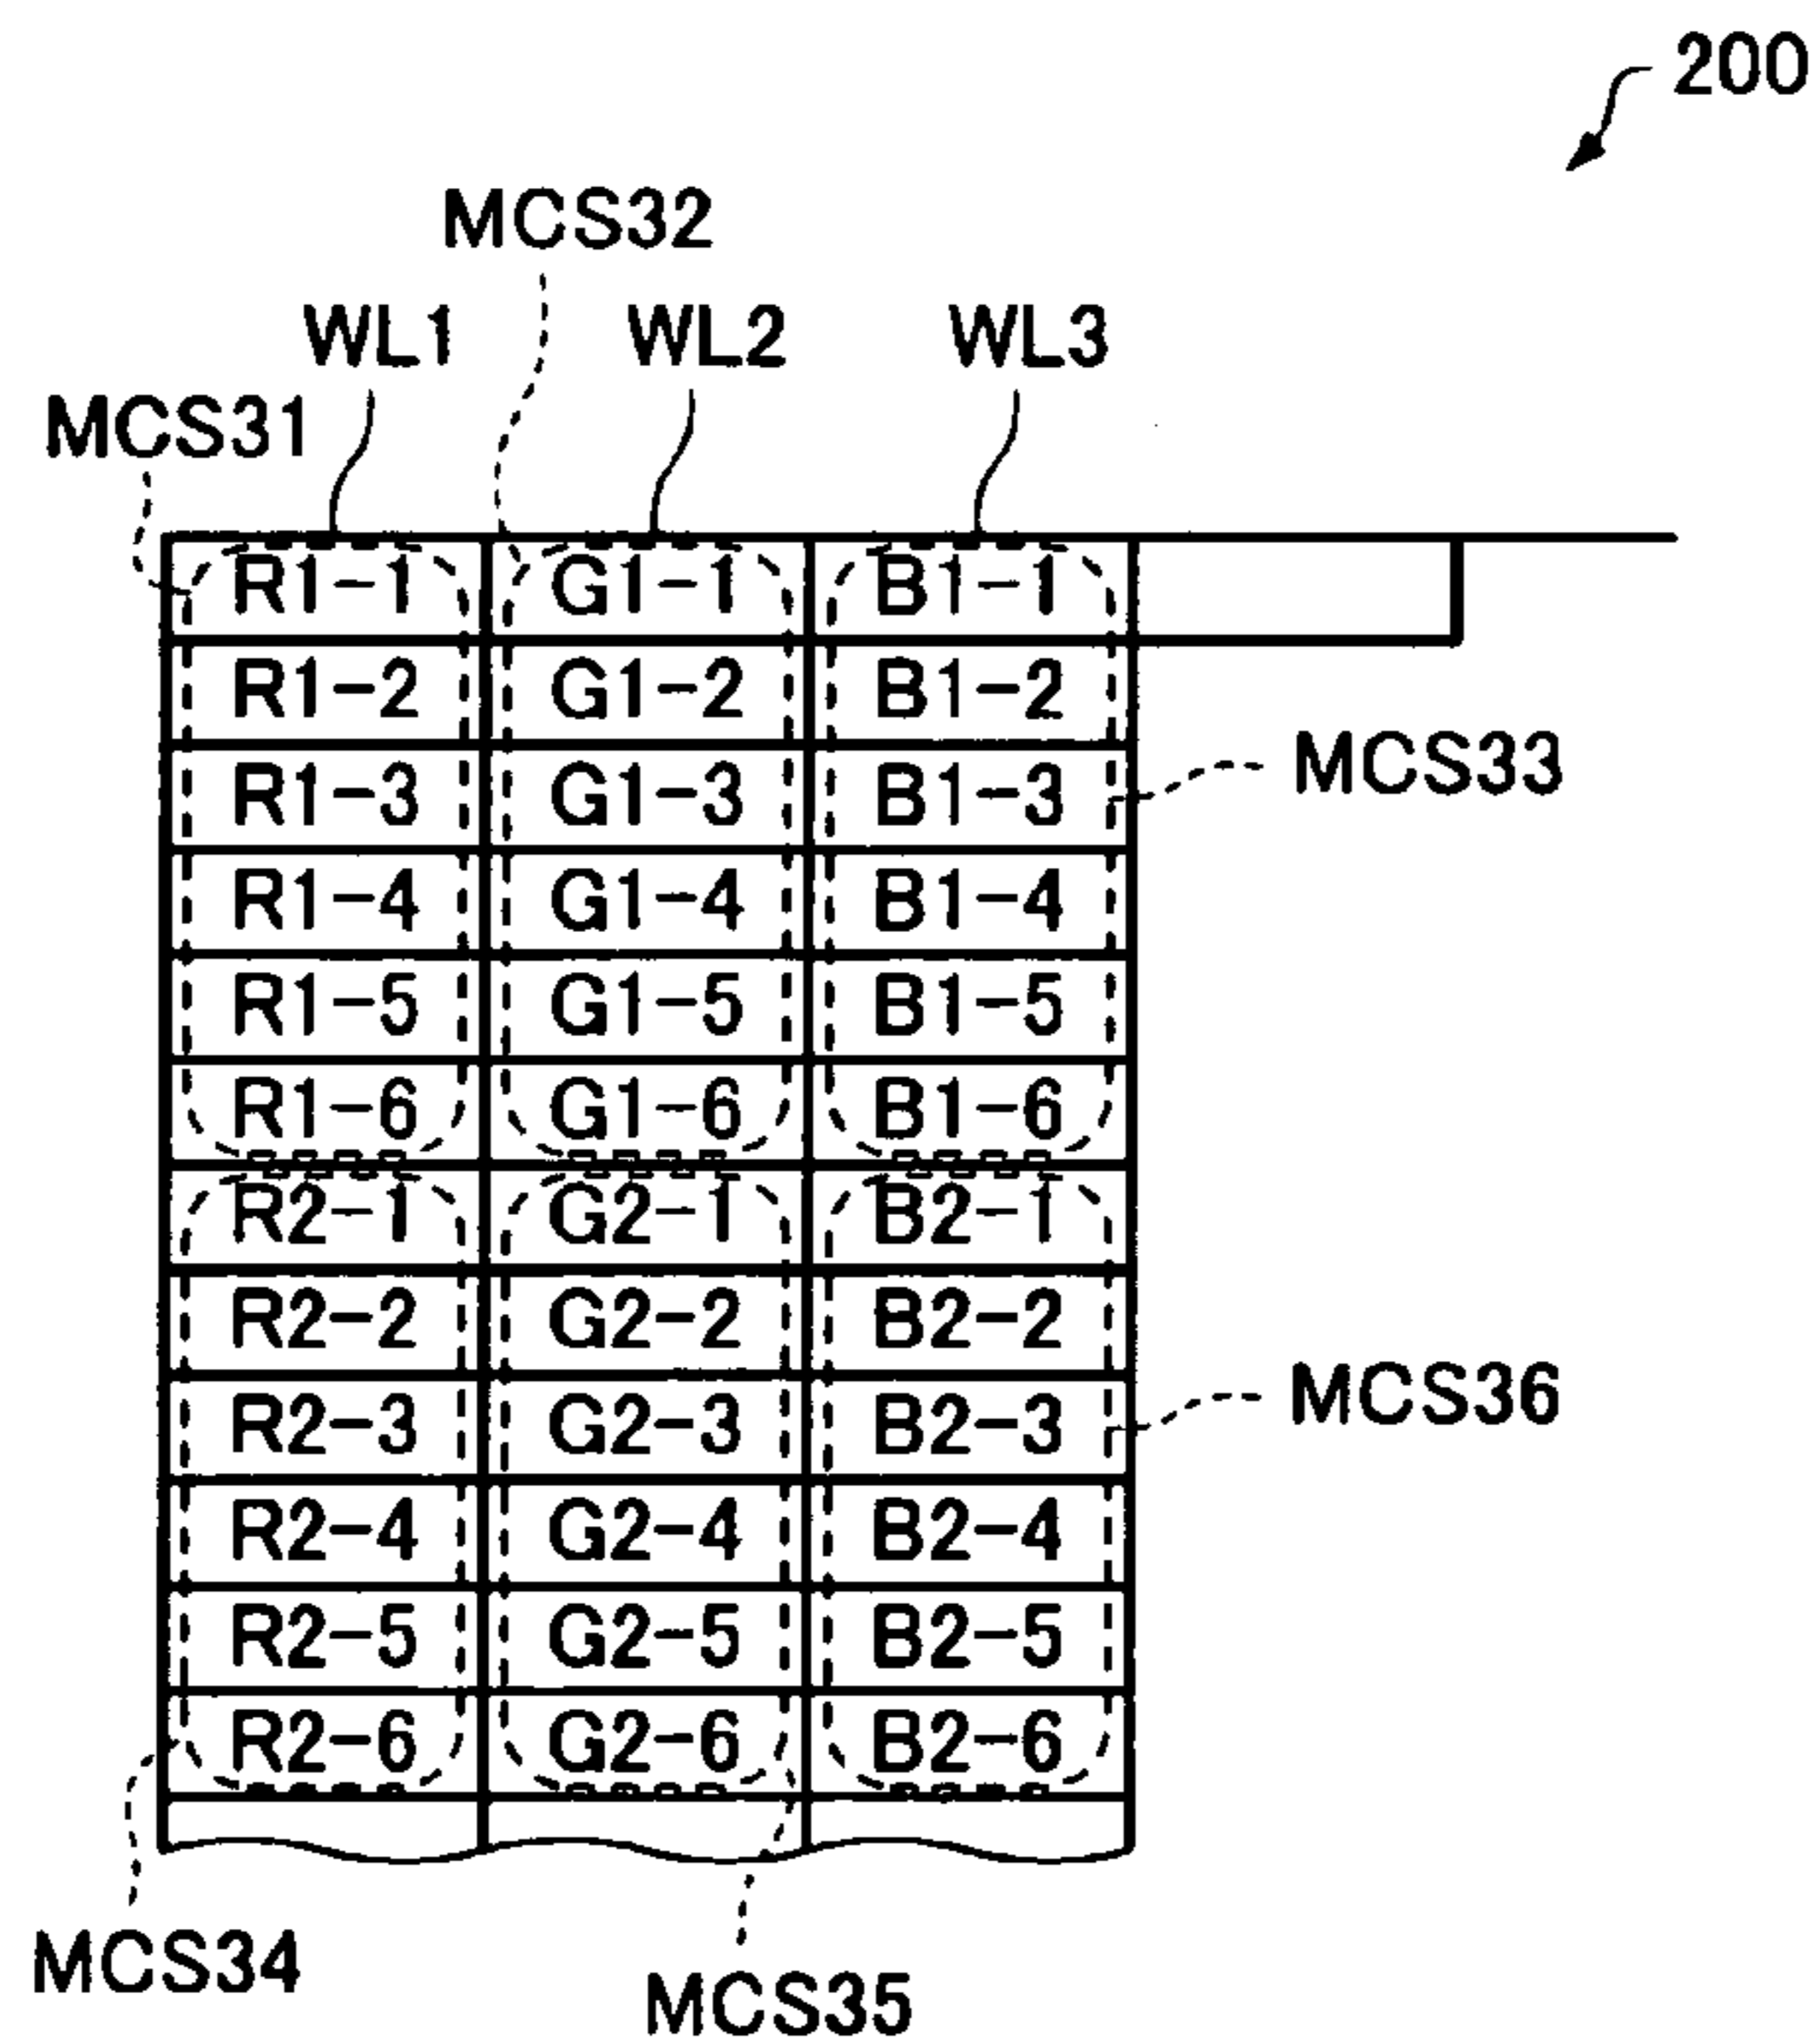 200
MCS32
WL1 WL2 WL3
MCS31
R1-1 G1-1 B1-1
R1-2 G1-2 B1-2
MCS33
R1-3 G1-3 B1-3
R1-4 G1-4 B1-4
R1-5 G1-5 B1-5
R1-6 G1-6 B1-6
R2-1 G2-1 B2-1
R2-2 G2-2 B2-2
R2-3 G2-3 B2-3 MCS36
R2-4 G2-4 B2-4
R2-5 G2-5 B2-5
R2-6 G2-6 B2-6
MCS34
MCS35